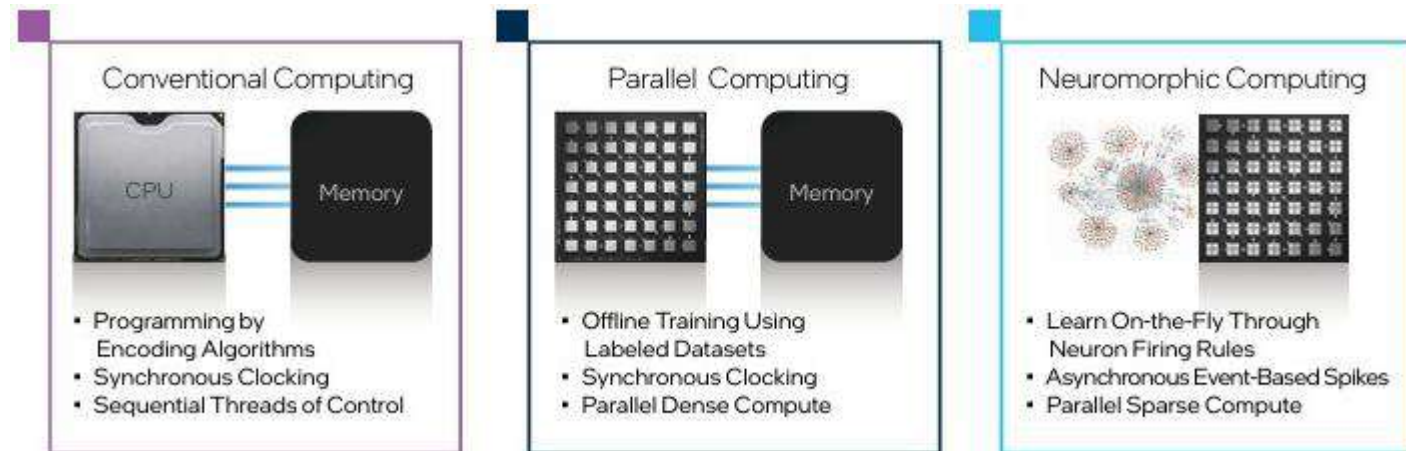 Conventional Computing
CPU
Memory
• Programming by
Encoding Algorithms
• Synchronous Clocking
• Sequential Threads of Control
Parallel Computing
Memory
• Offline Training Using
Labeled Datasets
• Synchronous Clocking
• Parallel Dense Compute
Neuromorphic Computing
• Learn On-the-Fly Through
Neuron Firing Rules
• Asynchronous Event-Based Spikes
• Parallel Sparse Compute